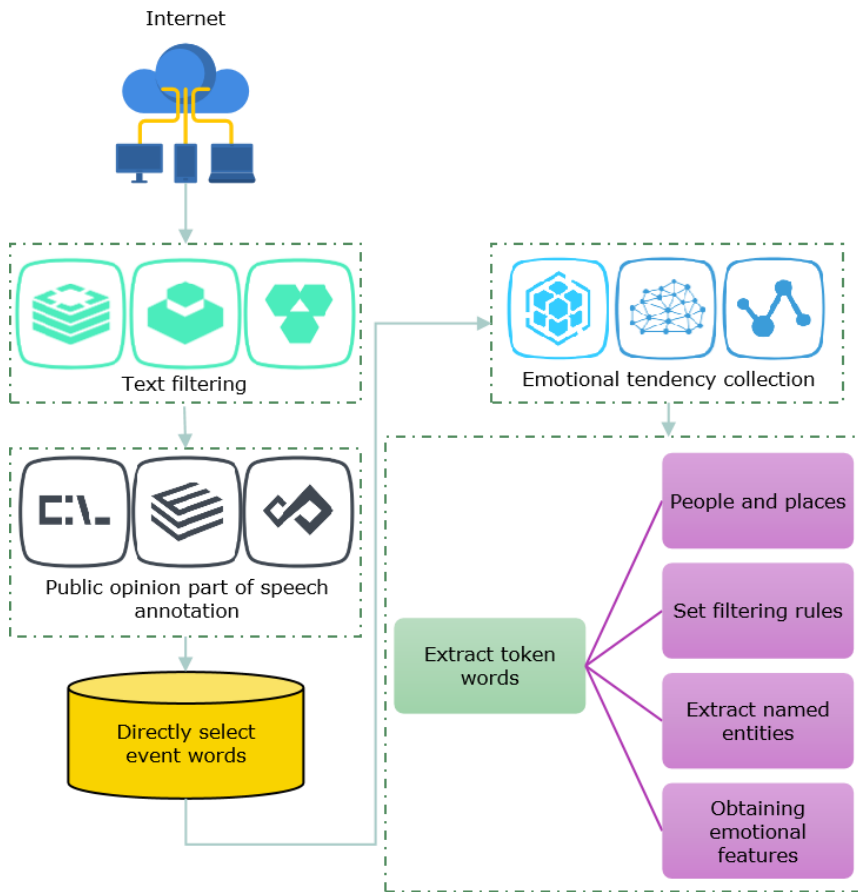 Internet
Text filtering
Public opinion part of speech
annotation
Directly select
event words
Emotional tendency collection
Extract token
words
People and places
Set filtering rules
Extract named
entities
Obtaining
emotional
features